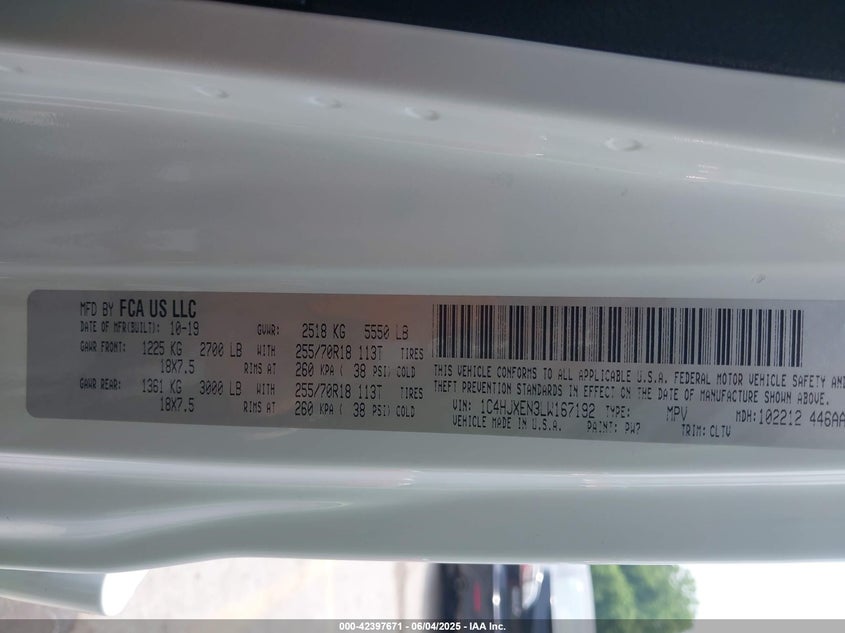 MFD BY FCA US LLC
DATE OF MFR(BUILT): 10-19 GVWR: 2518 KG 5550 LB
GAWR FRONT: 1225 KG 2700 LB WITH 255/70R18 113T TIRES
18X7.5 RIMS AT 260 KPA ( 38 PSI) COLD
GAWR REAR: 1361 KG 3000 LB WITH 255/70R18 113T TIRES
18X7.5 RIMS AT 260 KPA ( 38 PSI) COLD
THIS VEHICLE CONFORMS TO ALL APPLICABLE U.S.A. FEDERAL MOTOR VEHICLE SAFETY AND
THEFT PREVENTION STANDARDS IN EFFECT ON THE DATE OF MANUFACTURE SHOWN ABOVE.
VIN: 1C4HJXEN3LW167192 TYPE: MPV MDH: 102212 446AA
VEHICLE MADE IN U.S.A. PAINT: PW7 TRIM: CLTV
000-42397671 - 06/04/2025 - IAA Inc.